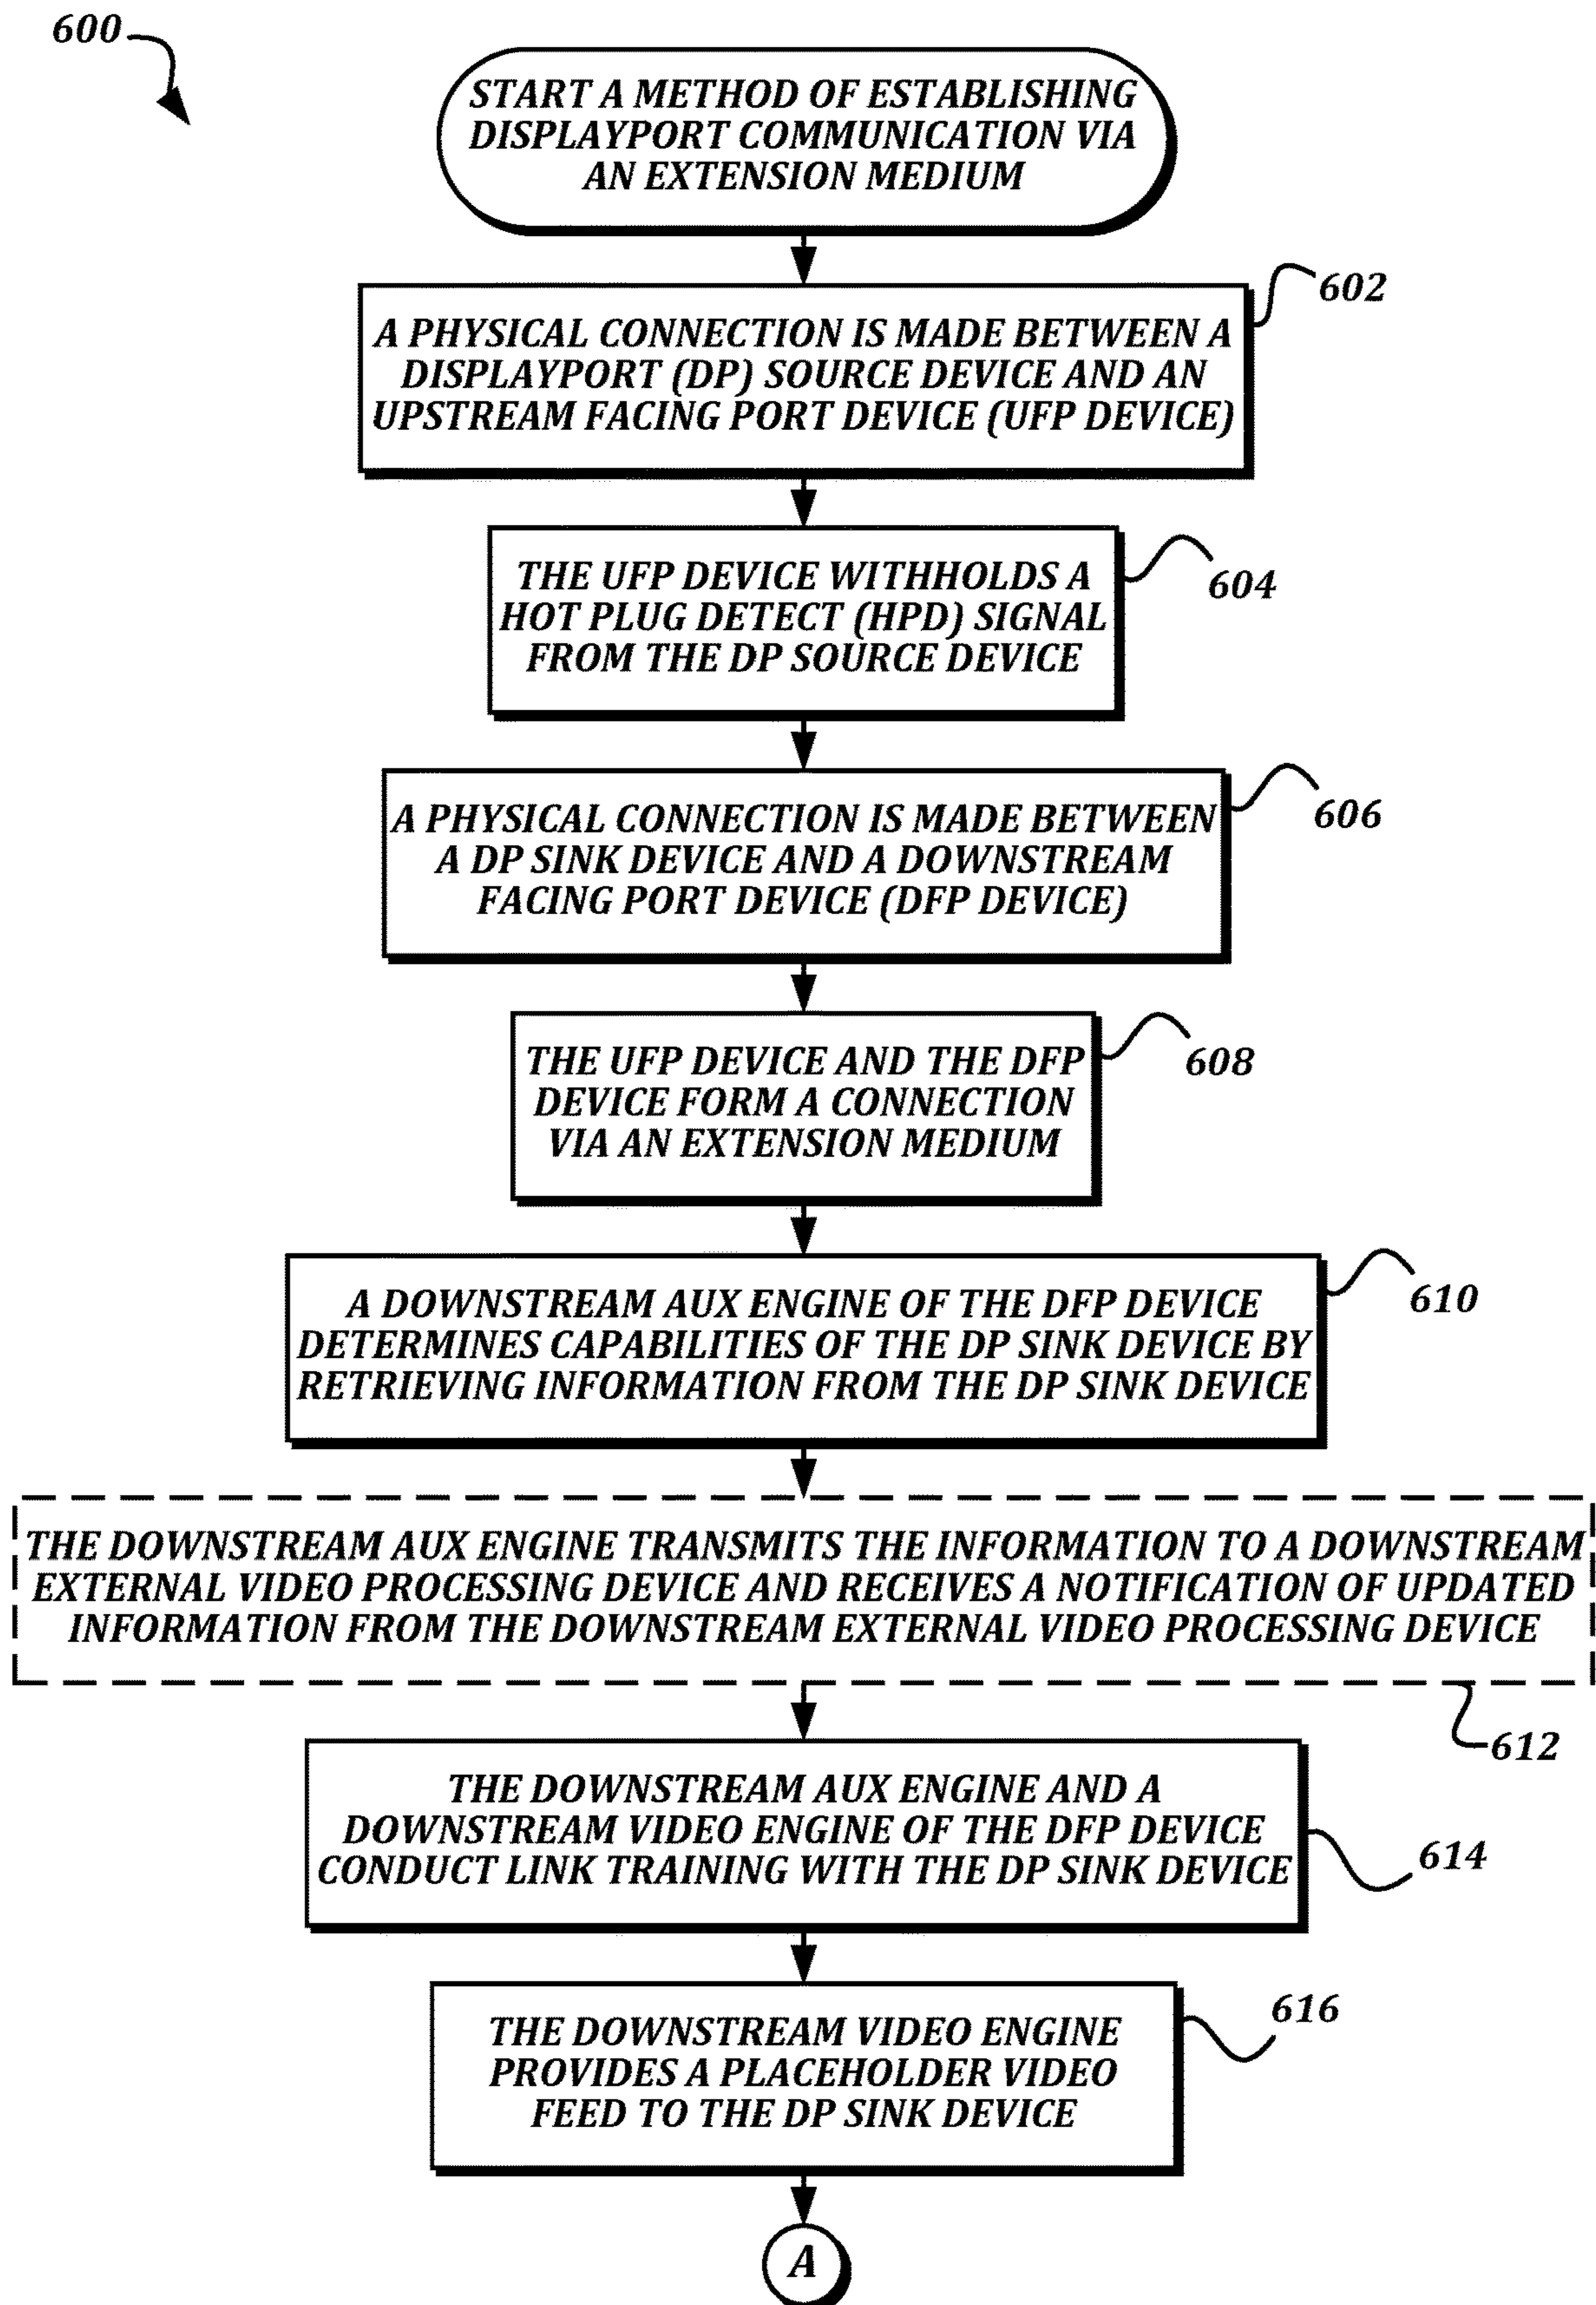 600
START A METHOD OF ESTABLISHING
DISPLAYPORT COMMUNICATION VIA
AN EXTENSION MEDIUM
602
A PHYSICAL CONNECTION IS MADE BETWEEN A
DISPLAYPORT (DP) SOURCE DEVICE AND AN
UPSTREAM FACING PORT DEVICE (UFP DEVICE)
604
THE UFP DEVICE WITHHOLDS A
HOT PLUG DETECT (HPD) SIGNAL
FROM THE DP SOURCE DEVICE
606
A PHYSICAL CONNECTION IS MADE BETWEEN
A DP SINK DEVICE AND A DOWNSTREAM
FACING PORT DEVICE (DFP DEVICE)
608
THE UFP DEVICE AND THE DFP
DEVICE FORM A CONNECTION
VIA AN EXTENSION MEDIUM
610
A DOWNSTREAM AUX ENGINE OF THE DFP DEVICE
DETERMINES CAPABILITIES OF THE DP SINK DEVICE BY
RETRIEVING INFORMATION FROM THE DP SINK DEVICE
THE DOWNSTREAM AUX ENGINE TRANSMITS THE INFORMATION TO A DOWNSTREAM
EXTERNAL VIDEO PROCESSING DEVICE AND RECEIVES A NOTIFICATION OF UPDATED
INFORMATION FROM THE DOWNSTREAM EXTERNAL VIDEO PROCESSING DEVICE
612
THE DOWNSTREAM AUX ENGINE AND A
DOWNSTREAM VIDEO ENGINE OF THE DFP DEVICE
CONDUCT LINK TRAINING WITH THE DP SINK DEVICE
614
THE DOWNSTREAM VIDEO ENGINE
PROVIDES A PLACEHOLDER VIDEO
FEED TO THE DP SINK DEVICE
616
A